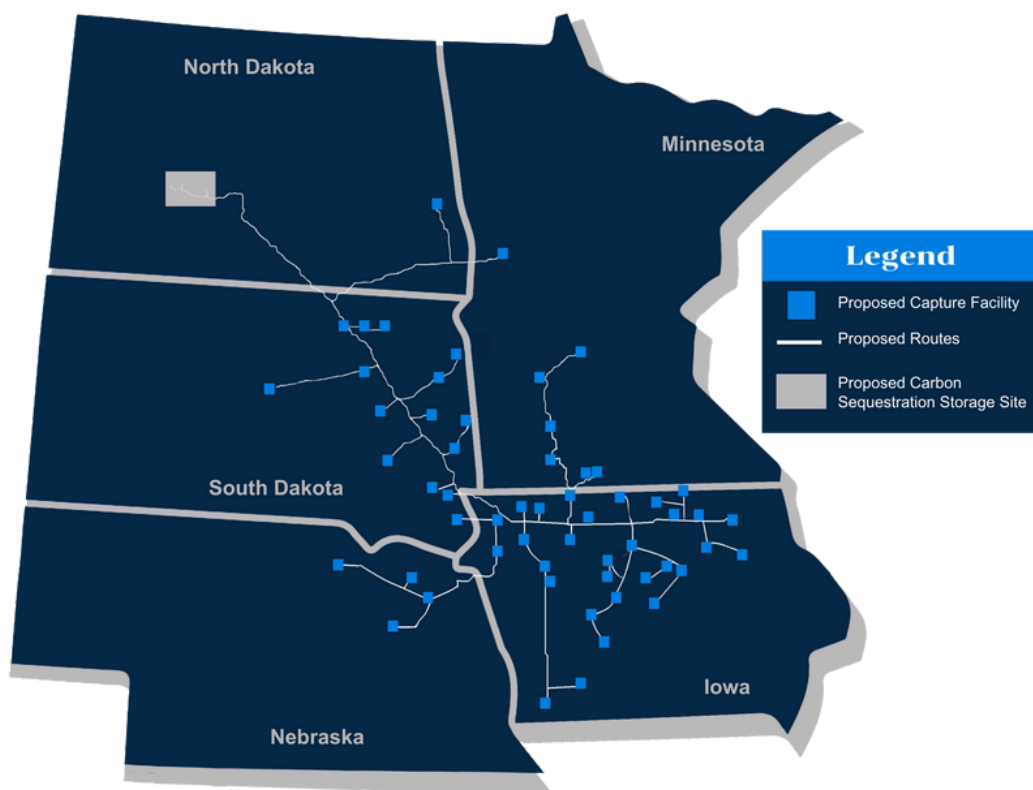 North Dakota
Minnesota
Legend
Proposed Capture Facility
Proposed Routes
Proposed Carbon
Sequestration Storage Site
South Dakota
Iowa
Nebraska